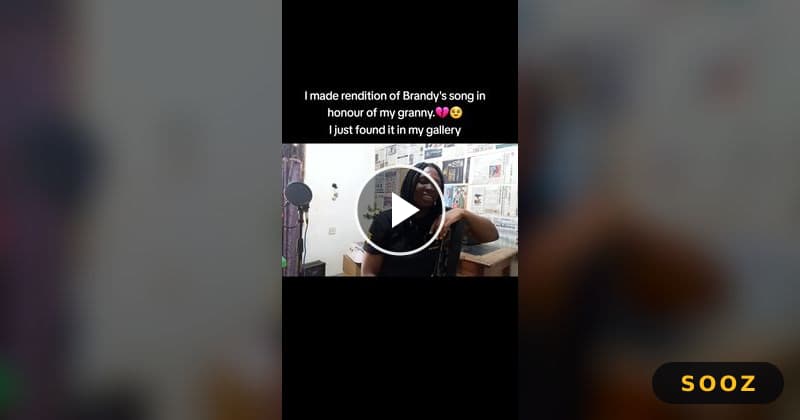 I made rendition of Brandy's song in
honour of my granny.💔🥺
I just found it in my gallery
SOOZ